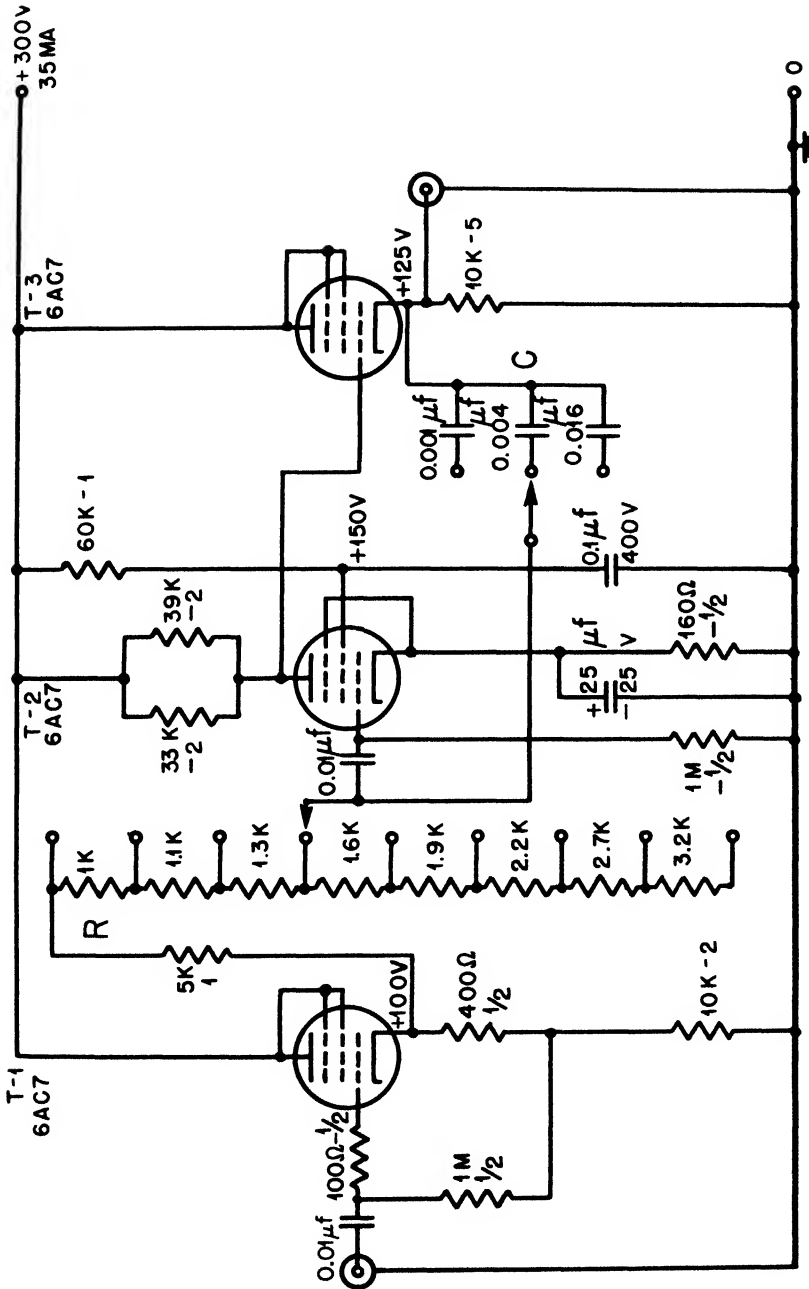 T-1
6AC7
T-2
6AC7
T-3
6AC7
+300V
35MA
33K
-2
39K
-2
60K-1
R
5K
1
1K
1.1K
1.3K
1.6K
1.9K
2.2K
2.7K
3.2K
0.01μf
100Ω-1/2
1M
1/2
+100V
400Ω
1/2
10K-2
0.01μf
1M
-1/2
+25 μf
-25 V
160Ω
-1/2
+150V
0.1μf
400V
0.001 μf
0.004 μf
0.016 μf
C
+125V
10K-5
0